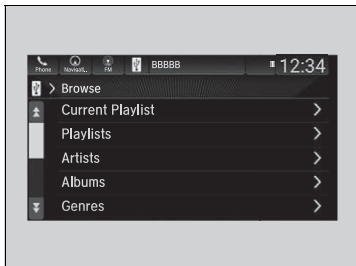 Phone Navigati.. FM BBBBB 12:34
> Browse
Current Playlist >
Playlists >
Artists >
Albums >
Genres >